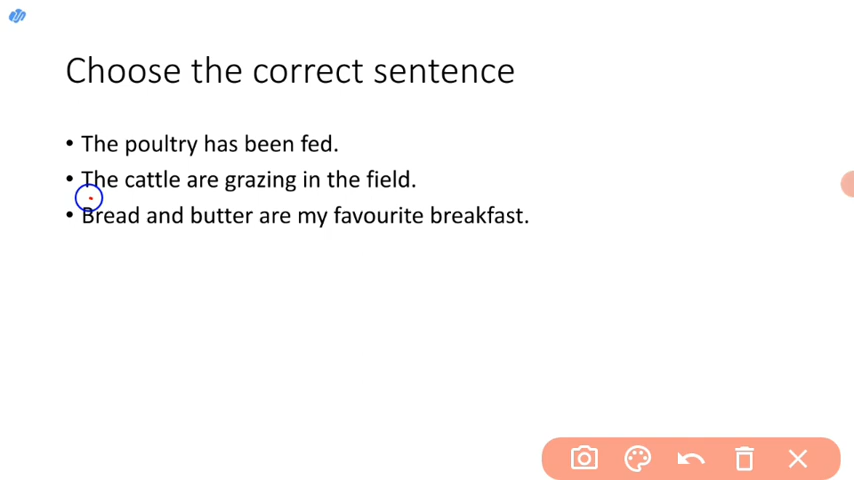 Choose the correct sentence
• The poultry has been fed.
• The cattle are grazing in the field.
• Bread and butter are my favourite breakfast.